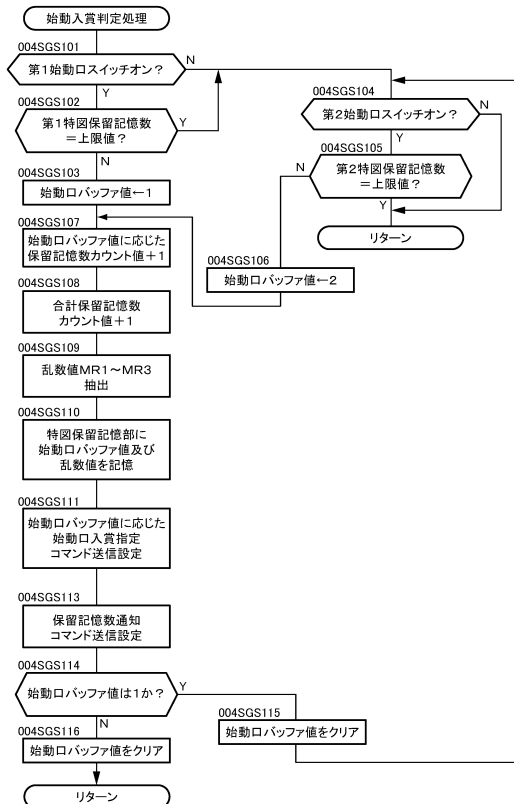 始動入賞判定処理
004SGS101
第1始動口スイッチオン?
N
Y
004SGS102
第1特図保留記憶数
=上限値?
Y
N
004SGS103
始動口バッファ値←1
004SGS104
第2始動口スイッチオン?
N
Y
004SGS105
第2特図保留記憶数
=上限値?
N
Y
リターン
004SGS106
始動口バッファ値←2
004SGS107
始動口バッファ値に応じた
保留記憶数カウント値+1
004SGS108
合計保留記憶数
カウント値+1
004SGS109
乱数値MR1~MR3
抽出
004SGS110
特図保留記憶部に
始動口バッファ値及び
乱数値を記憶
004SGS111
始動口バッファ値に応じた
始動口入賞指定
コマンド送信設定
004SGS113
保留記憶数通知
コマンド送信設定
004SGS114
始動口バッファ値は1か?
Y
N
004SGS115
始動口バッファ値をクリア
004SGS116
始動口バッファ値をクリア
リターン